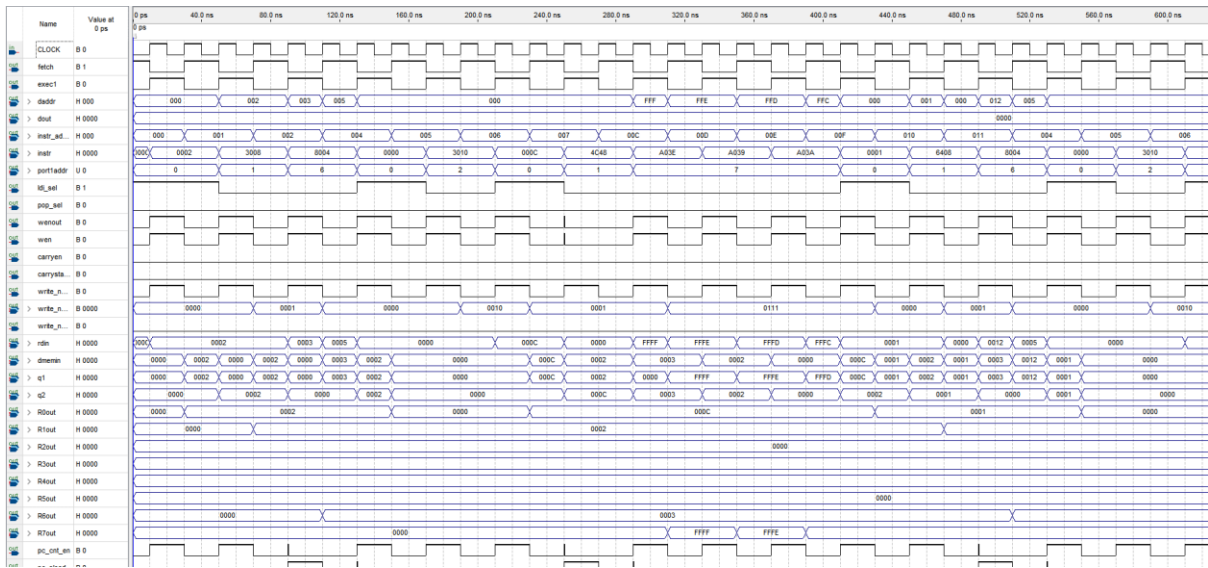 Name Value at 0 ps
0 ps 40.0 ns 80.0 ns 120.0 ns 160.0 ns 200.0 ns 240.0 ns 280.0 ns 320.0 ns 360.0 ns 400.0 ns 440.0 ns 480.0 ns 520.0 ns 560.0 ns 600.0 ns
0 ps
CLOCK B 0
fetch B 1
exec1 B 0
daddr H 000 000 002 003 005 000 FFF FFE FFD FFC 000 001 000 012 005
dout H 0000 0000
instr_ad... H 000 000 001 002 004 005 006 007 00C 00D 00E 00F 010 011 004 005 006
instr H 0000 0002 3008 8004 0000 3010 000C 4C48 A03E A039 A03A 0001 6408 8004 0000 3010
port1addr U 0 0 1 6 0 2 0 1 7 0 1 6 0 2
ldi_sel B 1
pop_sel B 0
wenout B 0
wen B 0
carryen B 0
carrysta... B 0
write_n... B 0
write_n... B 0000 0000 0001 0000 0010 0001 0111 0000 0001 0000 0010
write_n... B 0
rdin H 0000 0002 0003 0005 0000 000C 0000 FFFF FFFE FFFD FFFC 0001 0000 0012 0005 0000
dmemin H 0000 0000 0002 0000 0002 0000 0003 0002 0000 000C 0002 0003 0002 0000 000C 0001 0002 0001 0003 0012 0001 0000
q1 H 0000 0000 0002 0000 0002 0000 0003 0002 0000 000C 0002 0000 FFFF FFFE FFFD 000C 0001 0002 0001 0003 0012 0001 0000
q2 H 0000 0000 0002 0000 0002 0000 000C 0003 0002 0000 0002 0001 0000 0001 0000
R0out H 0000 0000 0002 0000 000C 0001 0000
R1out H 0000 0000 0002
R2out H 0000 0000
R3out H 0000
R4out H 0000
R5out H 0000 0000
R6out H 0000 0000 0003
R7out H 0000 0000 FFFF FFFE
pc_cnt_en B 0